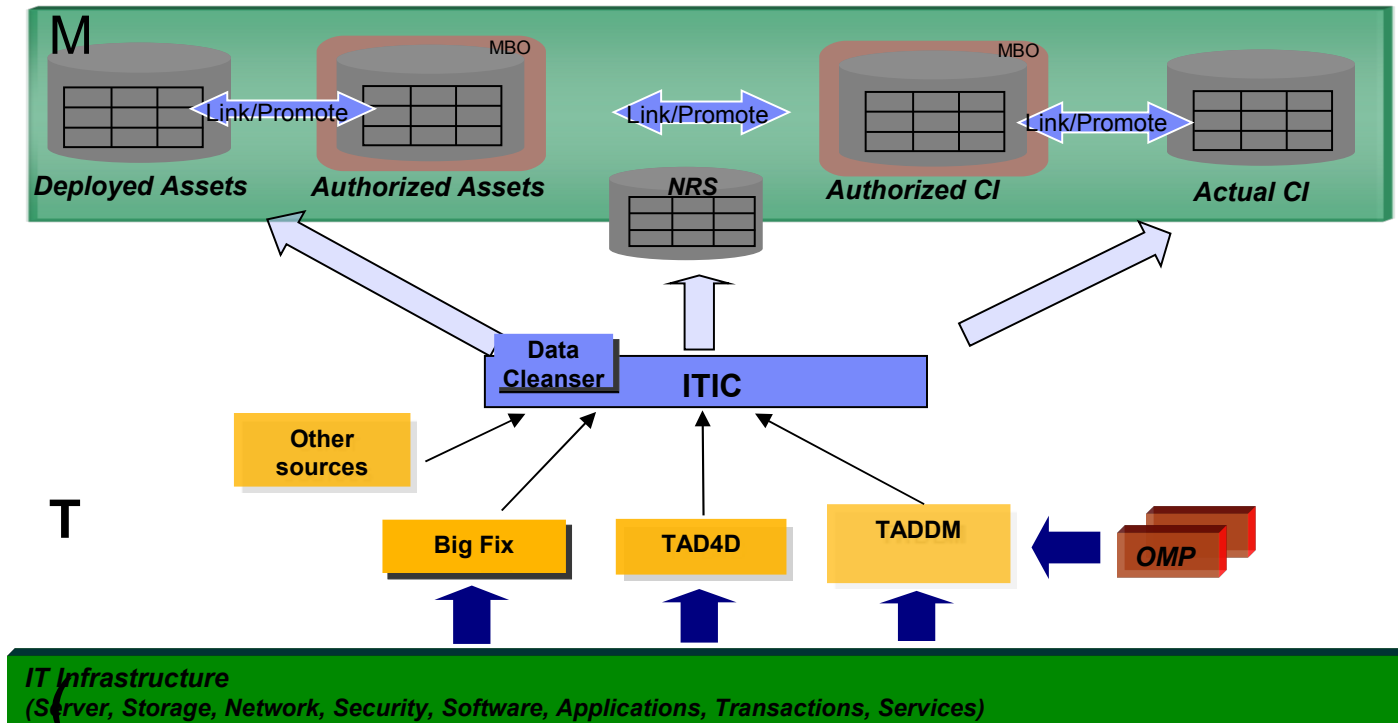 M
MBO
MBO
Link/Promote
Link/Promote
Link/Promote
Deployed Assets
Authorized Assets
NRS
Authorized CI
Actual CI
Data
Cleanser
ITIC
Other
sources
T
Big Fix
TAD4D
TADDM
OMP
IT Infrastructure
(
(Server, Storage, Network, Security, Software, Applications, Transactions, Services)